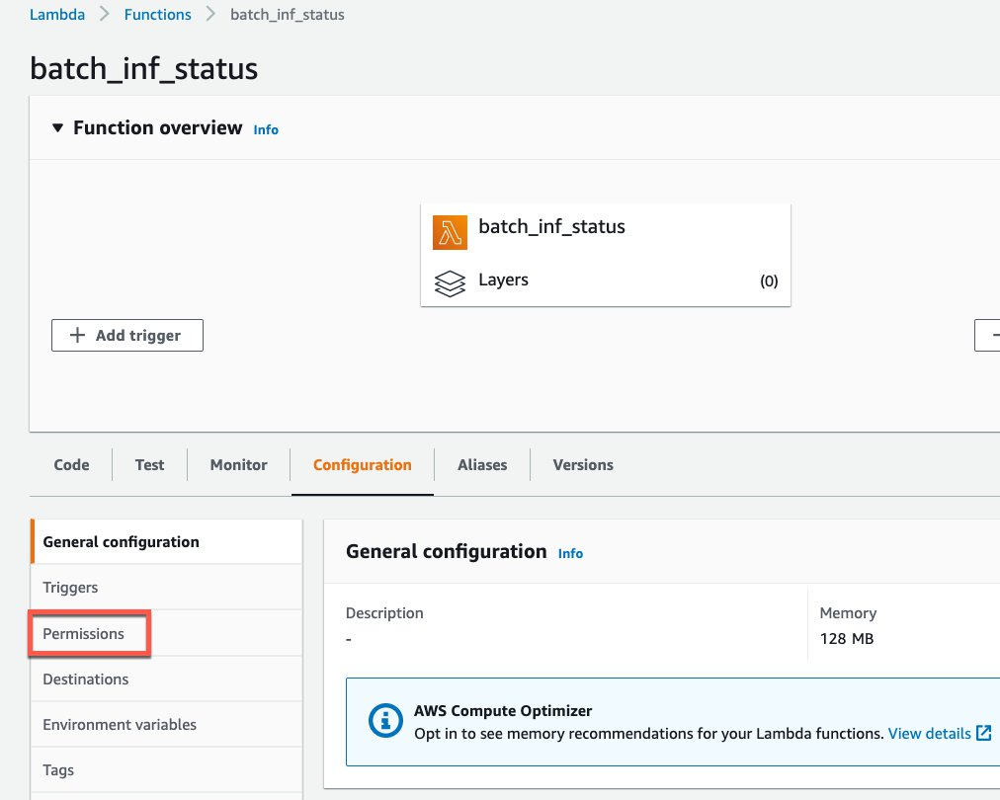 Lambda > Functions > batch_inf_status
batch_inf_status
Function overview Info
batch_inf_status
Layers (0)
+ Add trigger
Code Test Monitor Configuration Aliases Versions
General configuration
Triggers
Permissions
Destinations
Environment variables
Tags
General configuration Info
Description Memory
- 128 MB
AWS Compute Optimizer
Opt in to see memory recommendations for your Lambda functions. View details